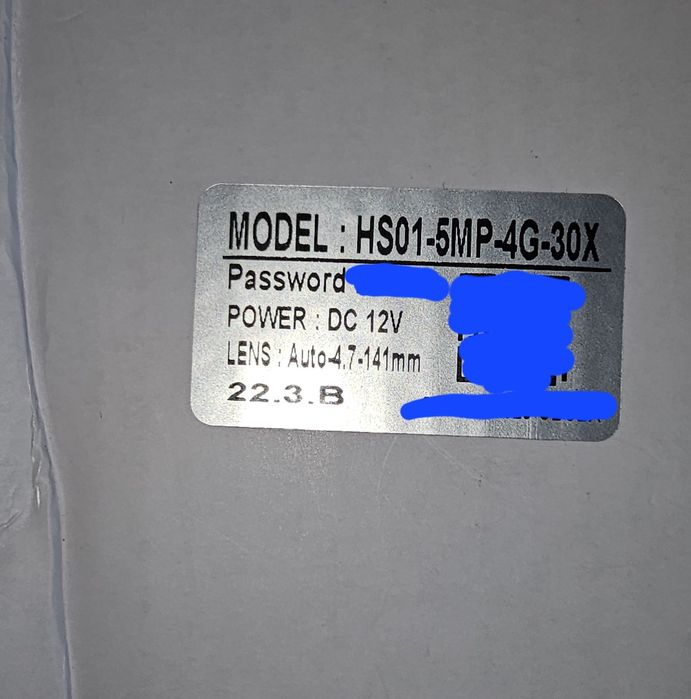 MODEL : HS01-5MP-4G-30X
Password
POWER : DC 12V
LENS : Auto-4.7-141mm
22.3.B